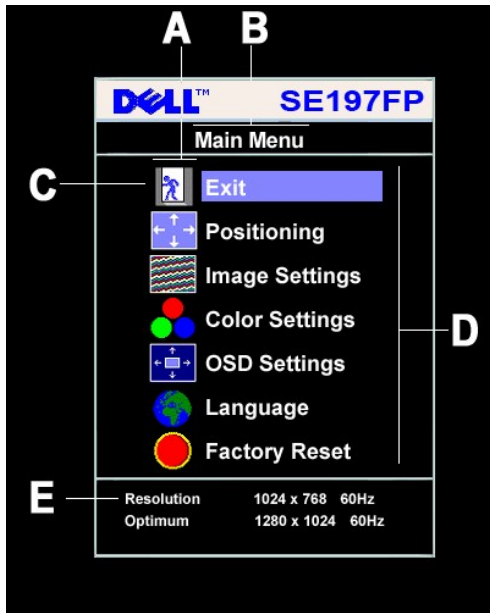 A B
DELL™ SE197FP
Main Menu
C Exit
Positioning
Image Settings
Color Settings
D
OSD Settings
Language
Factory Reset
E Resolution 1024 x 768 60Hz
Optimum 1280 x 1024 60Hz